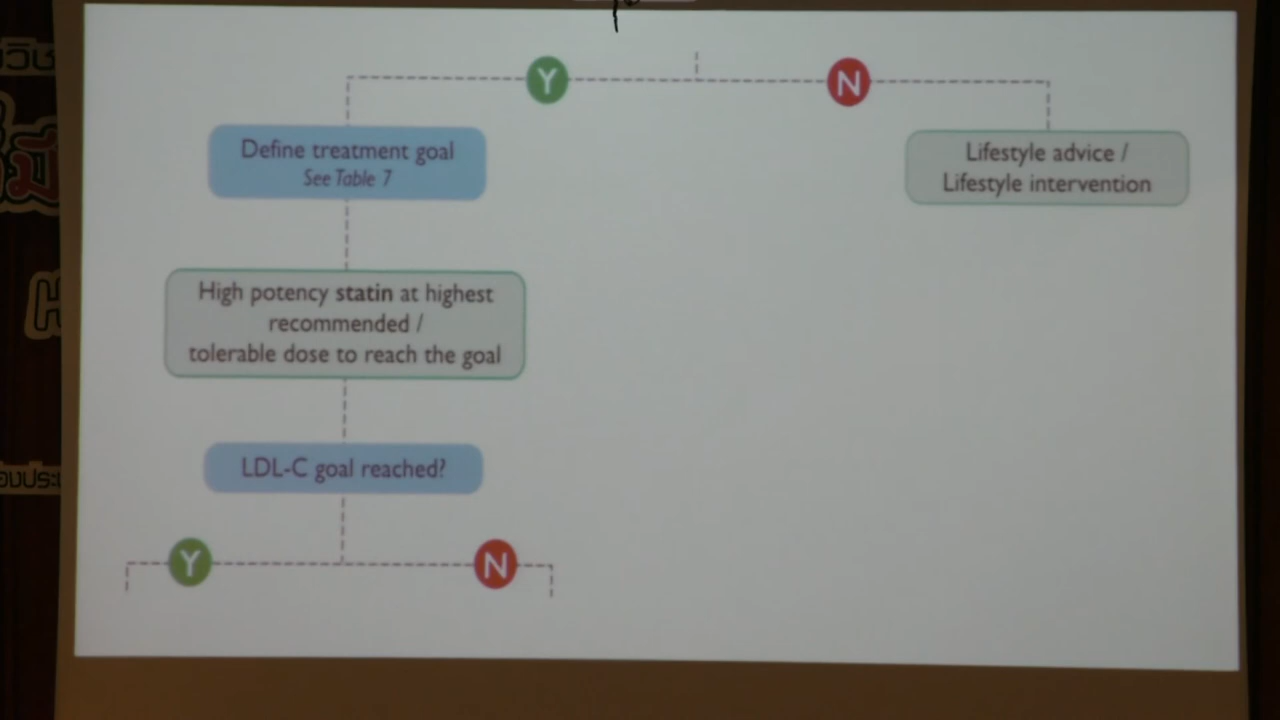 Y
N
Define treatment goal
See Table 7
Lifestyle advice /
Lifestyle intervention
High potency statin at highest
recommended /
tolerable dose to reach the goal
LDL-C goal reached?
Y
N